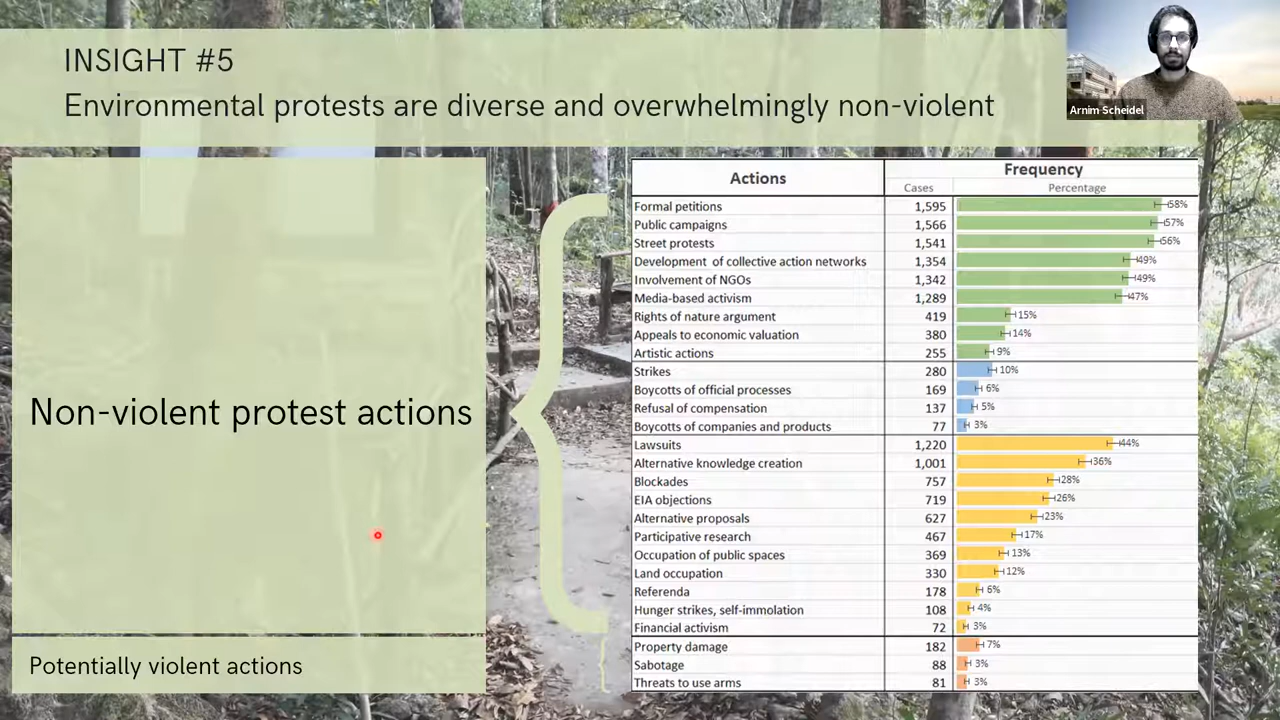 INSIGHT #5
Environmental protests are diverse and overwhelmingly non-violent
Arnim Scheidel
Non-violent protest actions
Potentially violent actions
Actions Frequency
Cases Percentage
Formal petitions 1,595 58%
Public campaigns 1,566 57%
Street protests 1,541 56%
Development of collective action networks 1,354 49%
Involvement of NGOs 1,342 49%
Media-based activism 1,289 47%
Rights of nature argument 419 15%
Appeals to economic valuation 380 14%
Artistic actions 255 9%
Strikes 280 10%
Boycotts of official processes 169 6%
Refusal of compensation 137 5%
Boycotts of companies and products 77 3%
Lawsuits 1,220 44%
Alternative knowledge creation 1,001 36%
Blockades 757 28%
EIA objections 719 26%
Alternative proposals 627 23%
Participative research 467 17%
Occupation of public spaces 369 13%
Land occupation 330 12%
Referenda 178 6%
Hunger strikes, self-immolation 108 4%
Financial activism 72 3%
Property damage 182 7%
Sabotage 88 3%
Threats to use arms 81 3%